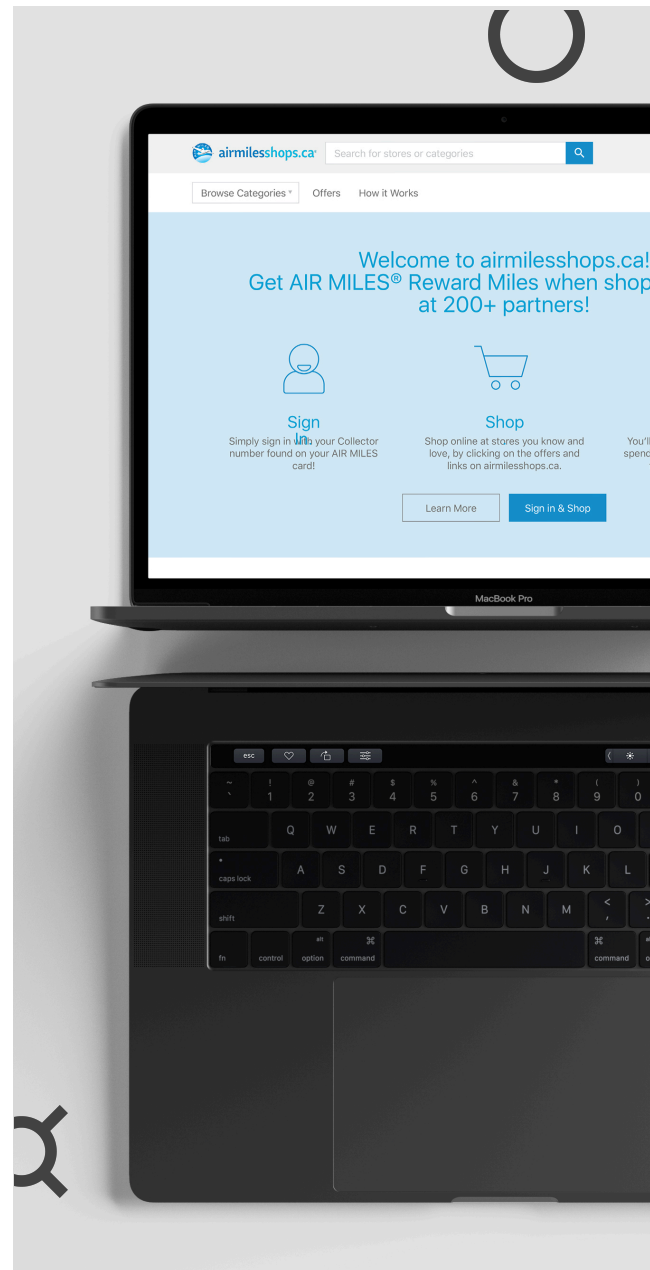 airmilesshops.ca
Search for stores or categories
Browse Categories
Offers
How it Works
Welcome to airmilesshops.ca!
Get AIR MILES® Reward Miles when shop
at 200+ partners!
Sign
In
Simply sign in with your Collector
number found on your AIR MILES
card!
Shop
Shop online at stores you know and
love, by clicking on the offers and
links on airmilesshops.ca.
You'll
spend
Learn More
Sign in & Shop
MacBook Pro
esc
~ ! @ # $ % ^ & * ( )
` 1 2 3 4 5 6 7 8 9 0
tab Q W E R T Y U I O
caps lock A S D F G H J K L
shift Z X C V B N M < , > .
fn control alt option ⌘ command ⌘ command